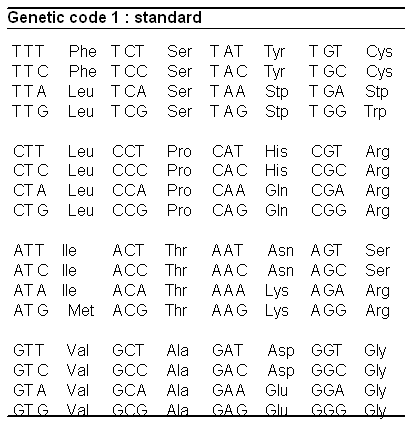 Genetic code 1 : standard
TTT Phe TCT Ser TAT Tyr TGT Cys
TTC Phe TCC Ser TAC Tyr TGC Cys
TTA Leu TCA Ser TAA Stp TGA Stp
TTG Leu TCG Ser TAG Stp TGG Trp
CTT Leu CCT Pro CAT His CGT Arg
CTC Leu CCC Pro CAC His CGC Arg
CTA Leu CCA Pro CAA Gln CGA Arg
CTG Leu CCG Pro CAG Gln CGG Arg
ATT Ile ACT Thr AAT Asn AGT Ser
ATC Ile ACC Thr AAC Asn AGC Ser
ATA Ile ACA Thr AAA Lys AGA Arg
ATG Met ACG Thr AAG Lys AGG Arg
GTT Val GCT Ala GAT Asp GGT Gly
GTC Val GCC Ala GAC Asp GGC Gly
GTA Val GCA Ala GAA Glu GGA Gly
GTG Val GCG Ala GAG Glu GGG Gly